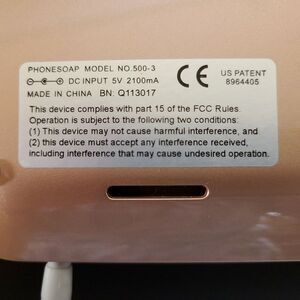 PHONESOAP MODEL NO.500-3
DC INPUT 5V 2100mA
MADE IN CHINA BN: Q113017
CE
US PATENT
8964405
This device complies with part 15 of the FCC Rules.
Operation is subject to the following two conditions:
(1) This device may not cause harmful interference, and
(2) this device must accept any interference received,
including interference that may cause undesired operation.